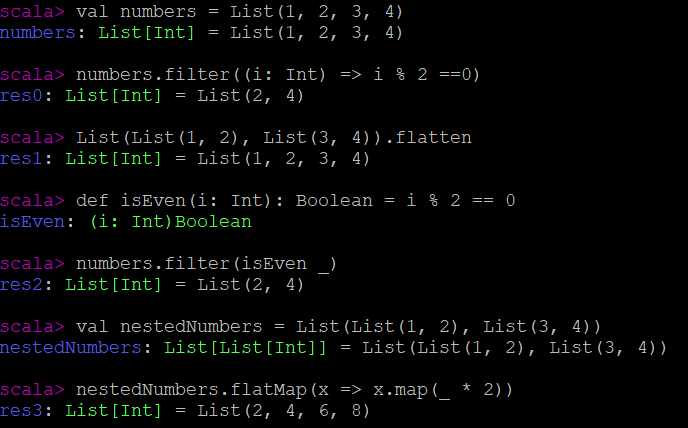 scala> val numbers = List(1, 2, 3, 4)
numbers: List[Int] = List(1, 2, 3, 4)
scala> numbers.filter((i: Int) => i % 2 ==0)
res0: List[Int] = List(2, 4)
scala> List(List(1, 2), List(3, 4)).flatten
res1: List[Int] = List(1, 2, 3, 4)
scala> def isEven(i: Int): Boolean = i % 2 == 0
isEven: (i: Int)Boolean
scala> numbers.filter(isEven _)
res2: List[Int] = List(2, 4)
scala> val nestedNumbers = List(List(1, 2), List(3, 4))
nestedNumbers: List[List[Int]] = List(List(1, 2), List(3, 4))
scala> nestedNumbers.flatMap(x => x.map(_ * 2))
res3: List[Int] = List(2, 4, 6, 8)